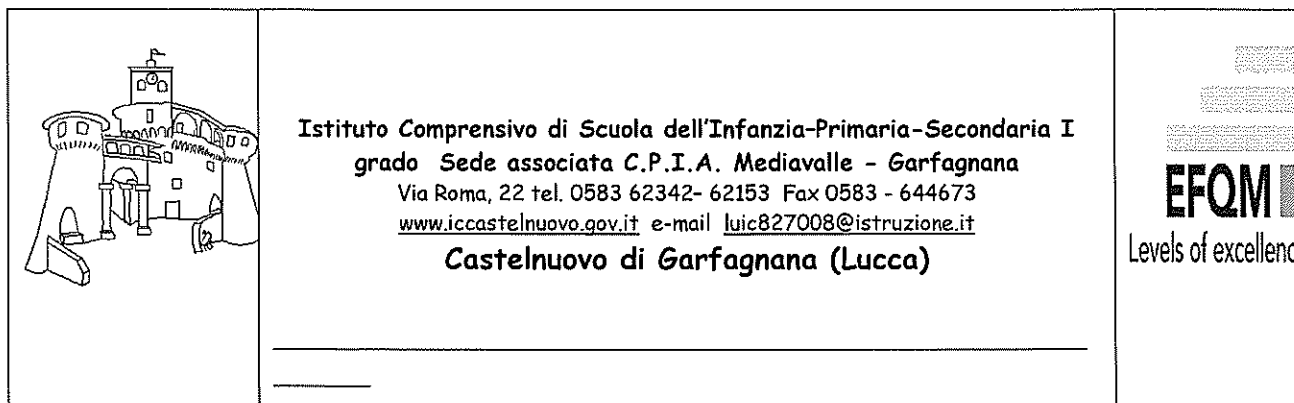 Istituto Comprensivo di Scuola dell'Infanzia-Primaria-Secondaria I
grado Sede associata C.P.I.A. Mediavalle - Garfagnana
Via Roma, 22 tel. 0583 62342- 62153 Fax 0583 - 644673
www.iccastelnuovo.gov.it e-mail luic827008@istruzione.it
Castelnuovo di Garfagnana (Lucca)
EFQM
Levels of excellenc